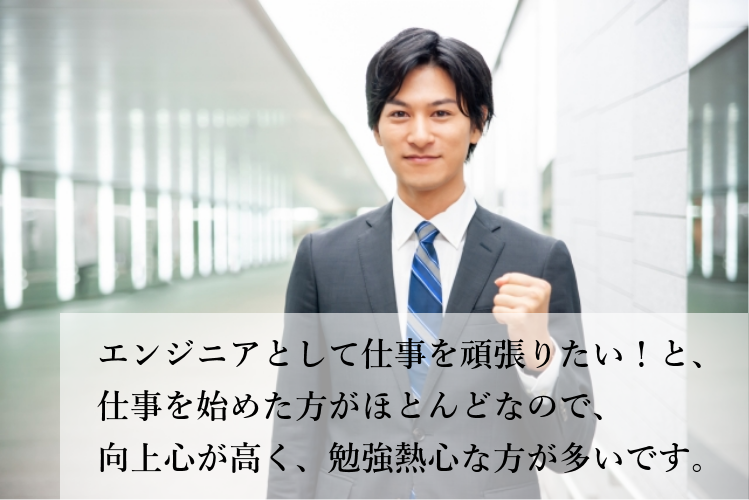 エンジニアとして仕事を頑張りたい！と、
仕事を始めた方がほとんどなので、
向上心が高く、勉強熱心な方が多いです。